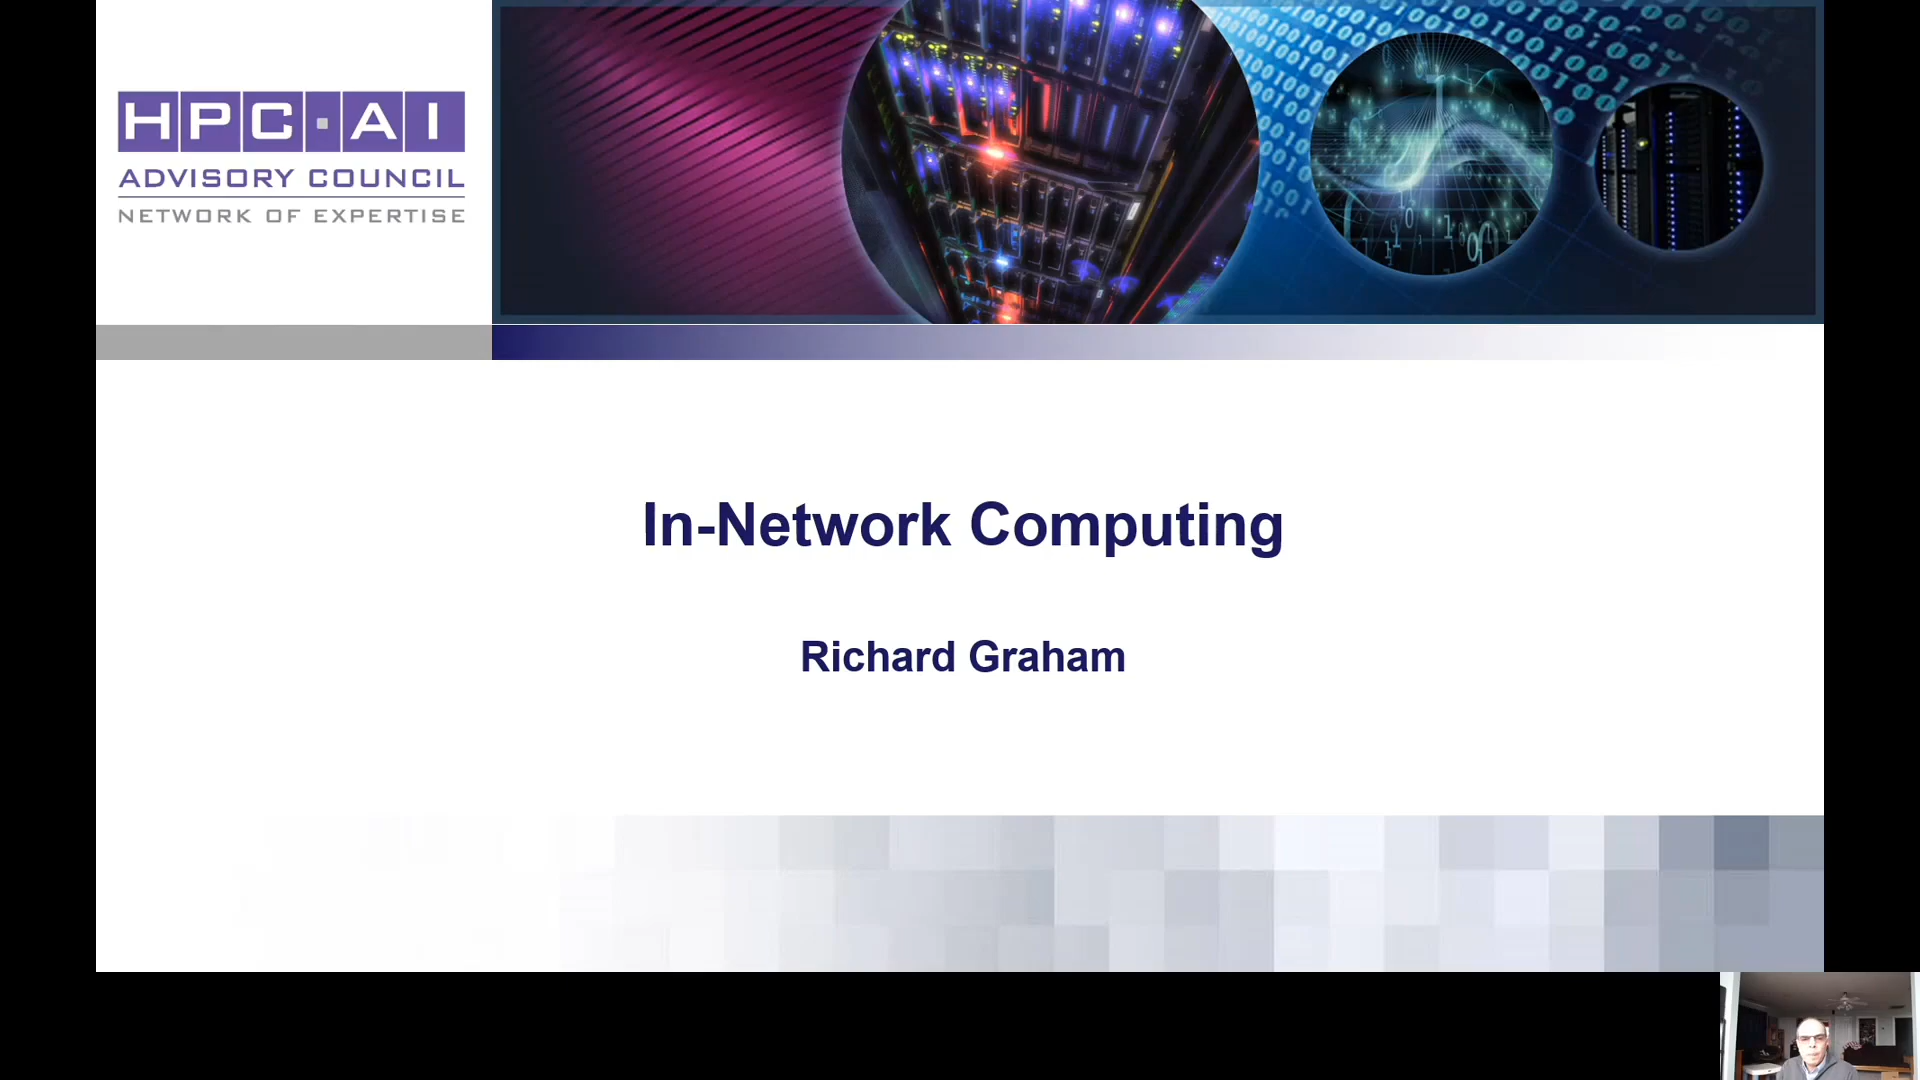 HPC·AI
ADVISORY COUNCIL
NETWORK OF EXPERTISE
In-Network Computing
Richard Graham